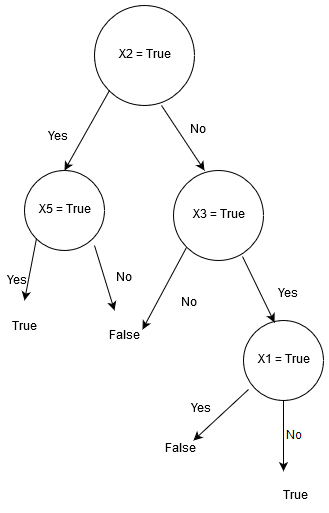 X2 = True
Yes
No
X5 = True
X3 = True
Yes
No
No
Yes
True
False
X1 = True
Yes
No
False
True